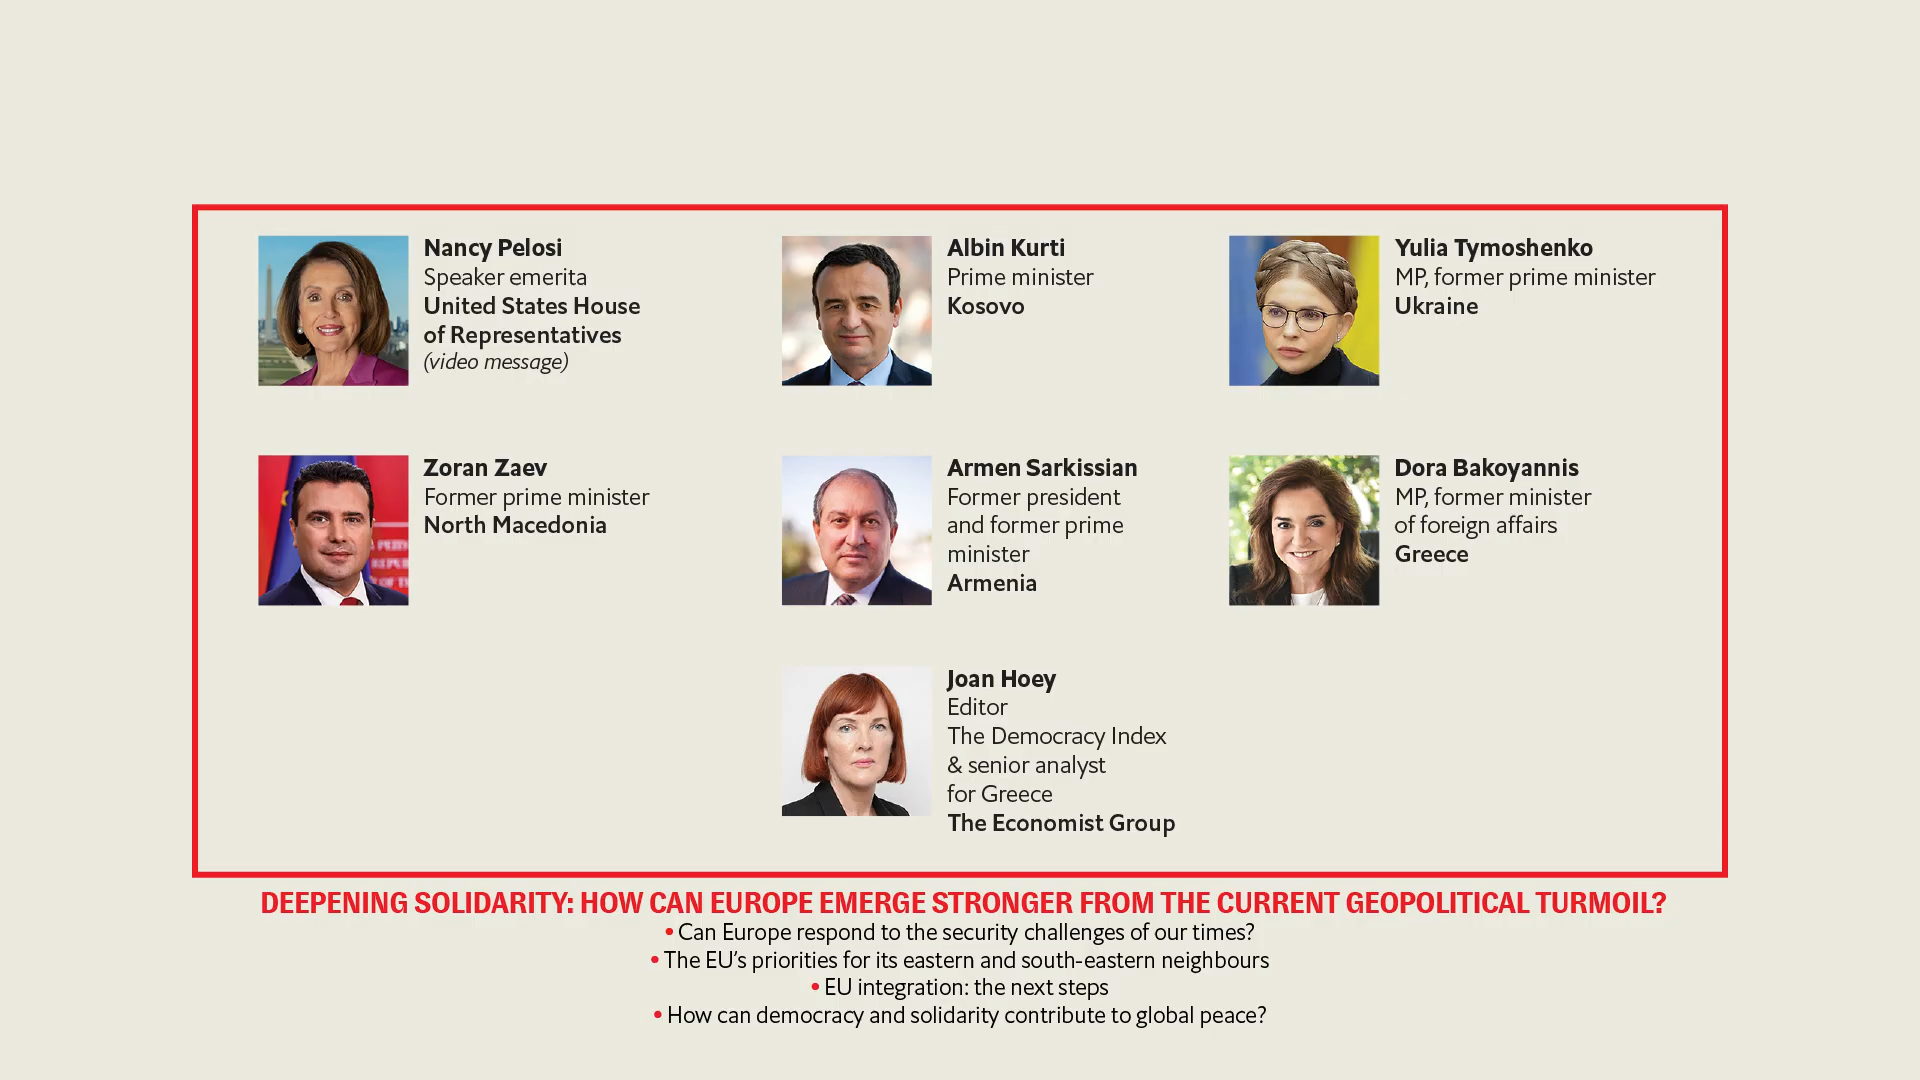 Nancy Pelosi
Speaker emerita
United States House
of Representatives
(video message)
Albin Kurti
Prime minister
Kosovo
Yulia Tymoshenko
MP, former prime minister
Ukraine
Zoran Zaev
Former prime minister
North Macedonia
Armen Sarkissian
Former president
and former prime
minister
Armenia
Dora Bakoyannis
MP, former minister
of foreign affairs
Greece
Joan Hoey
Editor
The Democracy Index
& senior analyst
for Greece
The Economist Group
DEEPENING SOLIDARITY: HOW CAN EUROPE EMERGE STRONGER FROM THE CURRENT GEOPOLITICAL TURMOIL?
• Can Europe respond to the security challenges of our times?
• The EU’s priorities for its eastern and south-eastern neighbours
• EU integration: the next steps
• How can democracy and solidarity contribute to global peace?